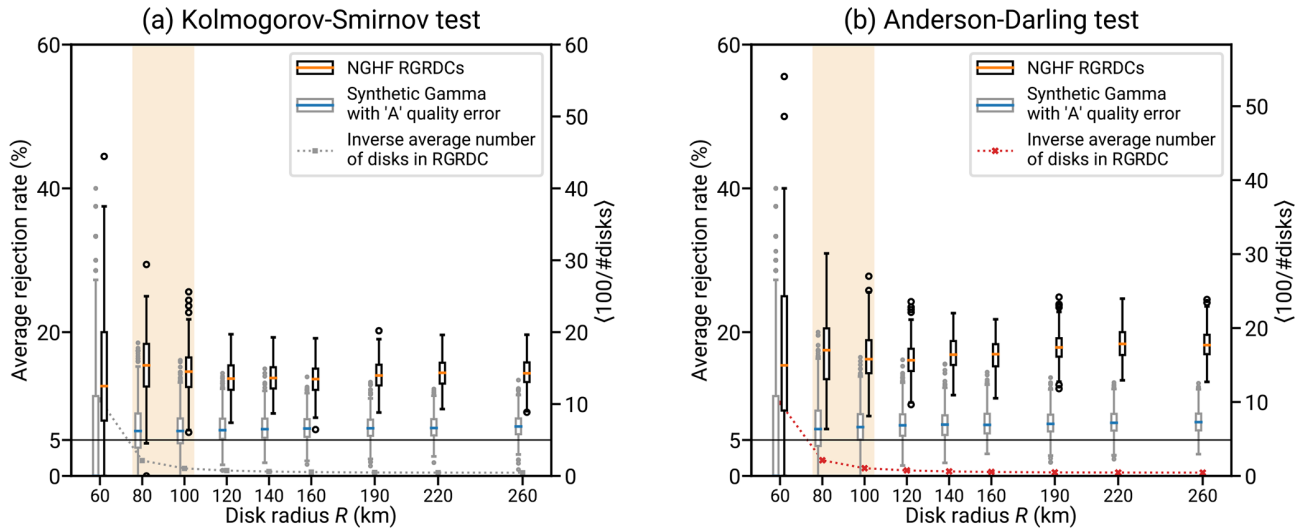 (a) Kolmogorov-Smirnov test
60
40
20
5
0
Average rejection rate (%)
60
50
40
30
20
10
0
⟨100/#disks⟩
NGHF RGRDCs
Synthetic Gamma
with 'A' quality error
Inverse average number
of disks in RGRDC
60 80 100 120 140 160 190 220 260
Disk radius R (km)
(b) Anderson-Darling test
60
40
20
5
0
Average rejection rate (%)
50
40
30
20
10
0
⟨100/#disks⟩
NGHF RGRDCs
Synthetic Gamma
with 'A' quality error
Inverse average number
of disks in RGRDC
60 80 100 120 140 160 190 220 260
Disk radius R (km)